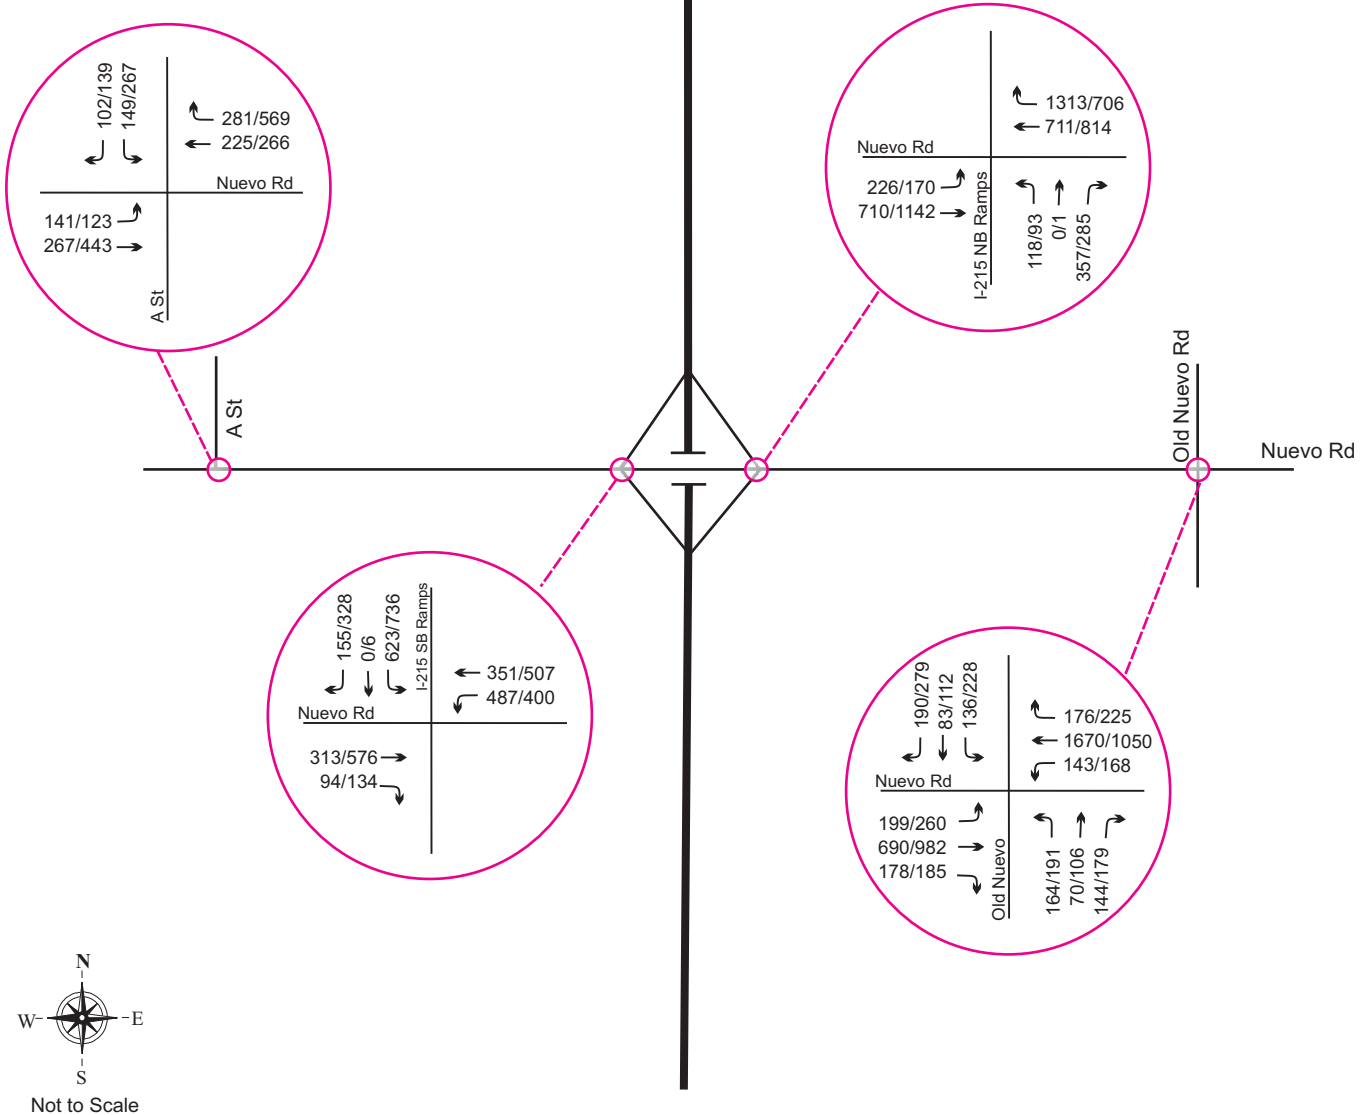 102/139
149/267
281/569
225/266
Nuevo Rd
141/123
267/443
A St
1313/706
711/814
Nuevo Rd
226/170
710/1142
I-215 NB Ramps
118/93
0/1
357/285
A St
Old Nuevo Rd
Nuevo Rd
155/328
0/6
623/736
I-215 SB Ramps
351/507
487/400
Nuevo Rd
313/576
94/134
190/279
83/112
136/228
176/225
1670/1050
143/168
Nuevo Rd
199/260
690/982
178/185
Old Nuevo
164/191
70/106
144/179
N
W
E
S
Not to Scale